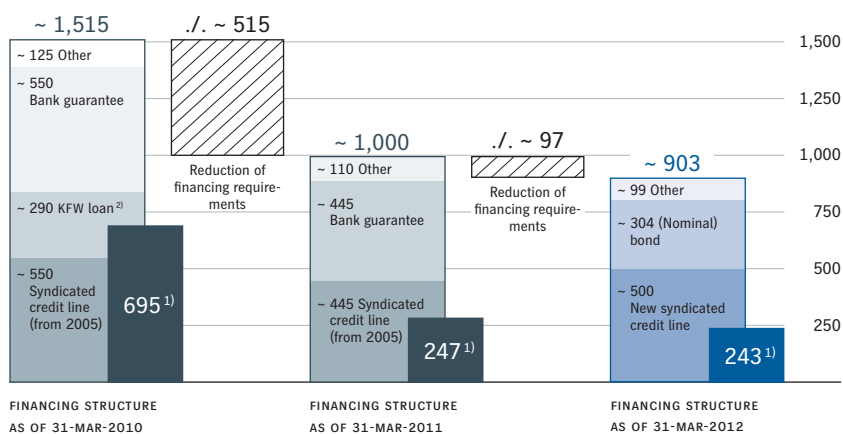 ~ 1,515
./. ~ 515
1,500
~ 125 Other
~ 550
Bank guarantee
1,250
~ 1,000
./. ~ 97
1,000
Reduction of
financing require-
ments
~ 110 Other
~ 903
~ 445
Bank guarantee
Reduction of
financing require-
ments
~ 99 Other
~ 290 KFW loan 2)
~ 304 (Nominal)
bond
750
500
~ 550
Syndicated
credit line
(from 2005)
695 1)
~ 445 Syndicated
credit line
(from 2005)
247 1)
~ 500
New syndicated
credit line
243 1)
250
FINANCING STRUCTURE
AS OF 31-MAR-2010
FINANCING STRUCTURE
AS OF 31-MAR-2011
FINANCING STRUCTURE
AS OF 31-MAR-2012